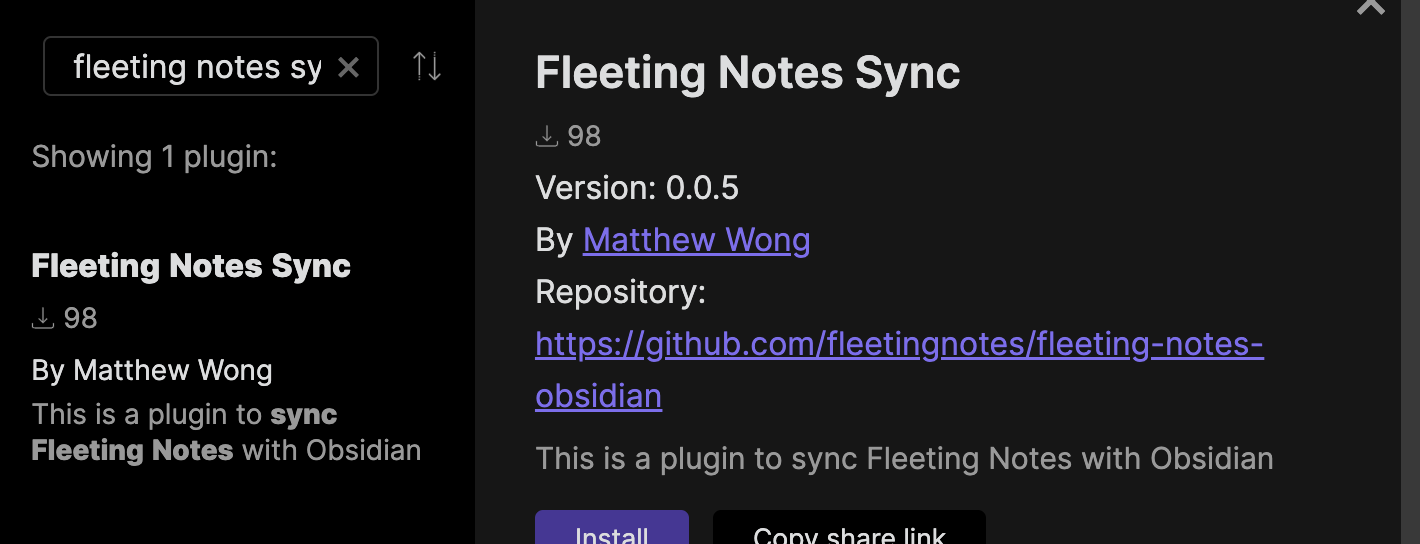 fleeting notes sy
Showing 1 plugin:
Fleeting Notes Sync
98
By Matthew Wong
This is a plugin to sync
Fleeting Notes with Obsidian
Fleeting Notes Sync
98
Version: 0.0.5
By Matthew Wong
Repository:
https://github.com/fleetingnotes/fleeting-notes-
obsidian
This is a plugin to sync Fleeting Notes with Obsidian
Install
Copy share link